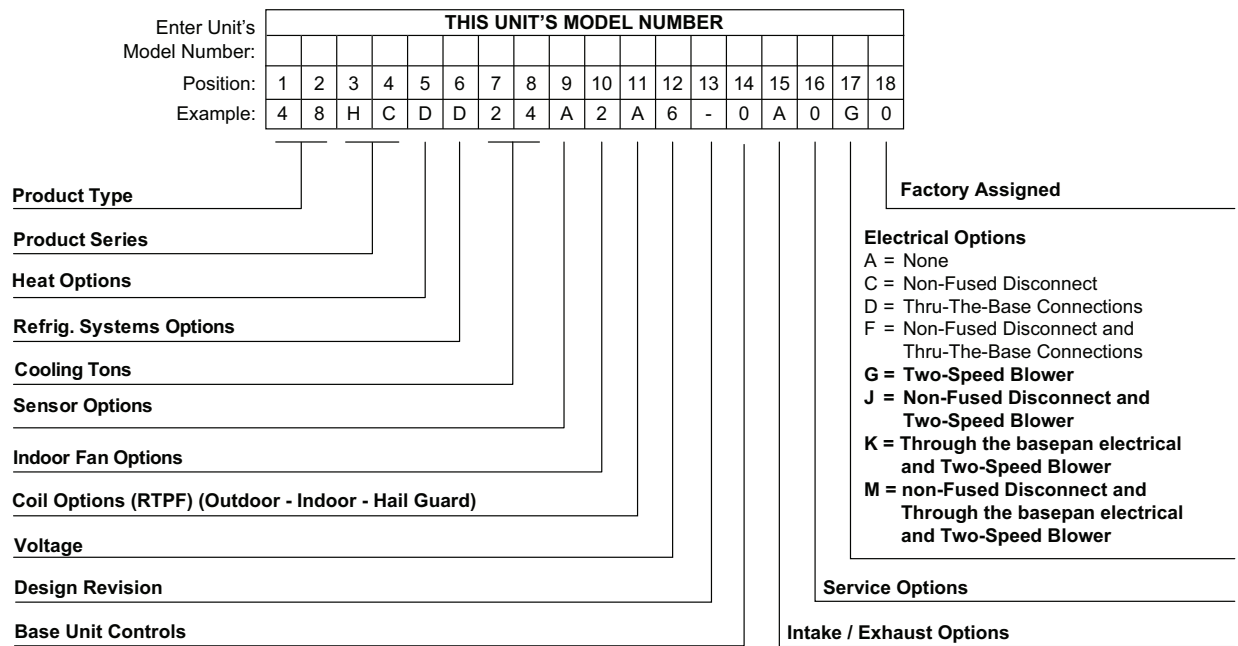 THIS UNIT'S MODEL NUMBER
Enter Unit's
Model Number:
Position: 1 2 3 4 5 6 7 8 9 10 11 12 13 14 15 16 17 18
Example: 4 8 H C D D 2 4 A 2 A 6 - 0 A 0 G 0
Product Type
Product Series
Heat Options
Refrig. Systems Options
Cooling Tons
Sensor Options
Indoor Fan Options
Coil Options (RTPF) (Outdoor - Indoor - Hail Guard)
Voltage
Design Revision
Base Unit Controls
Factory Assigned
Electrical Options
A = None
C = Non-Fused Disconnect
D = Thru-The-Base Connections
F = Non-Fused Disconnect and
Thru-The-Base Connections
G = Two-Speed Blower
J = Non-Fused Disconnect and
Two-Speed Blower
K = Through the basepan electrical
and Two-Speed Blower
M = non-Fused Disconnect and
Through the basepan electrical
and Two-Speed Blower
Service Options
Intake / Exhaust Options